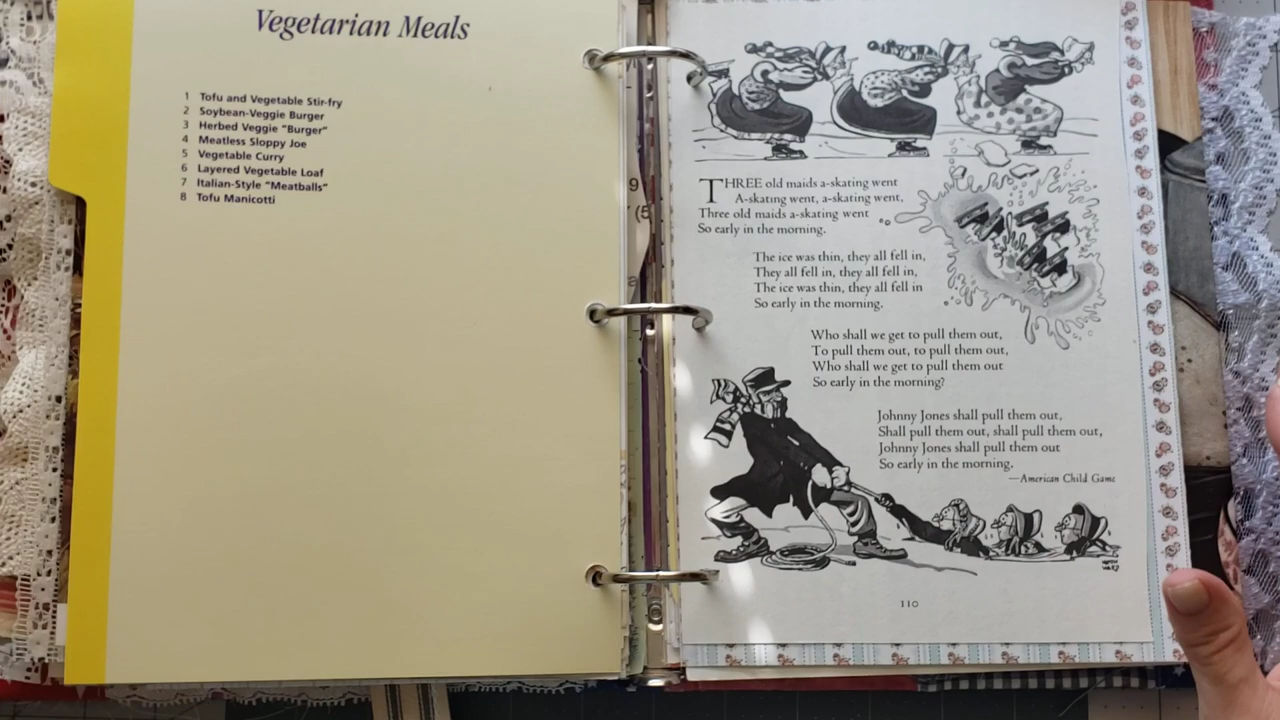 Vegetarian Meals
1 Tofu and Vegetable Stir-fry
2 Soybean-Veggie Burger
3 Herbed Veggie "Burger"
4 Meatless Sloppy Joe
5 Vegetable Curry
6 Layered Vegetable Loaf
7 Italian-Style "Meatballs"
8 Tofu Manicotti
9
(5
THREE old maids a-skating went
A-skating went, a-skating went,
Three old maids a-skating went
So early in the morning.
The ice was thin, they all fell in,
They all fell in, they all fell in,
The ice was thin, they all fell in
So early in the morning.
Who shall we get to pull them out,
To pull them out, to pull them out,
Who shall we get to pull them out
So early in the morning?
Johnny Jones shall pull them out,
Shall pull them out, shall pull them out,
Johnny Jones shall pull them out
So early in the morning.
—American Child Game
110